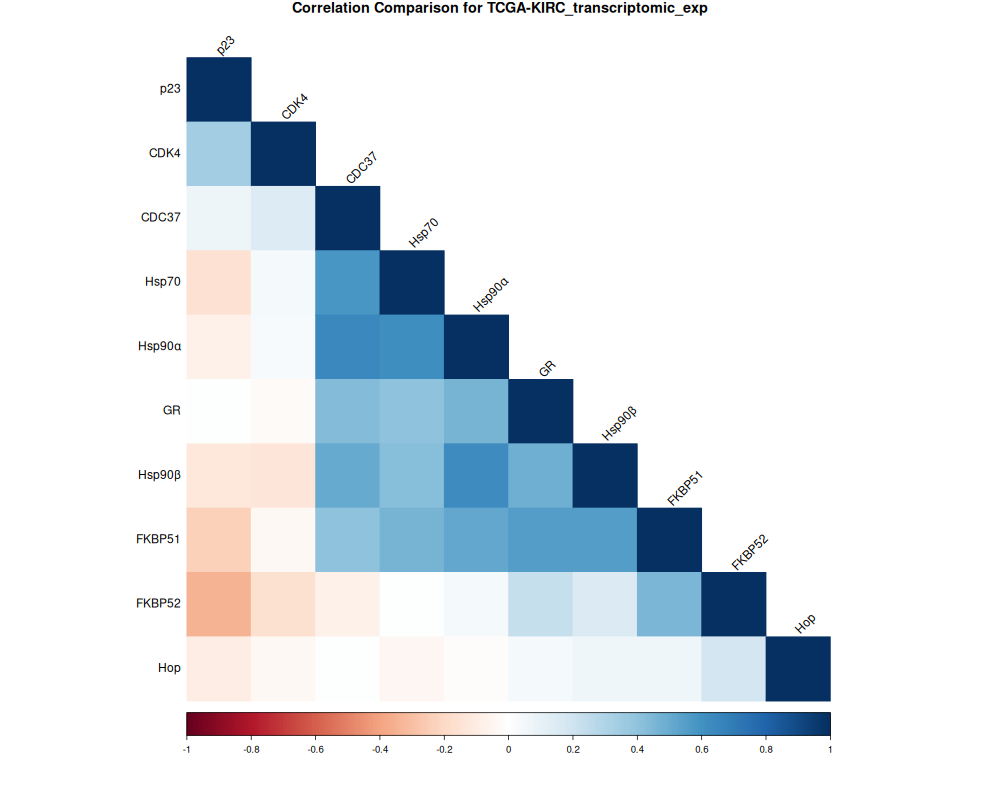 Correlation Comparison for TCGA-KIRC_transcriptomic_exp
p23
p23
CDK4
CDK4
CDC37
CDC37
Hsp70
Hsp70
Hsp90α
Hsp90α
GR
GR
Hsp90β
Hsp90β
FKBP51
FKBP51
FKBP52
FKBP52
Hop
Hop
-1 -0.8 -0.6 -0.4 -0.2 0 0.2 0.4 0.6 0.8 1